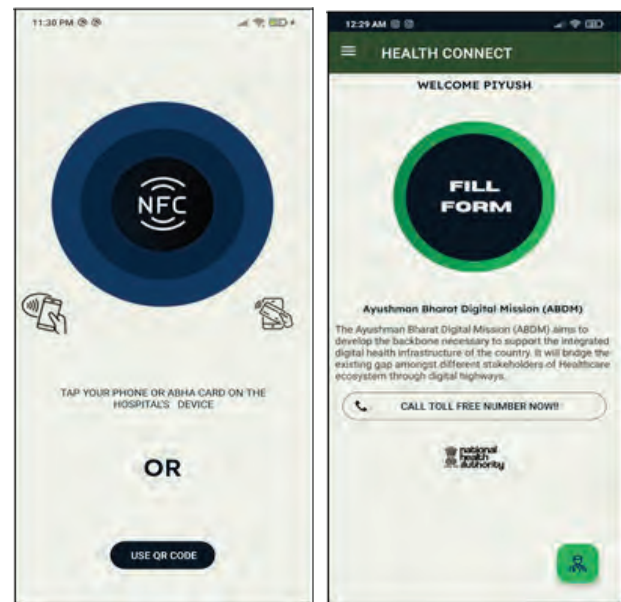 11:30 PM
NFC
TAP YOUR PHONE OR ABHA CARD ON THE
HOSPITAL'S DEVICE
OR
USE QR CODE
12:29 AM
HEALTH CONNECT
WELCOME PIYUSH
FILL
FORM
Ayushman Bharat Digital Mission (ABDM)
The Ayushman Bharat Digital Mission (ABDM) aims to
develop the backbone necessary to support the integrated
digital health infrastructure of the country. It will bridge the
existing gap amongst different stakeholders of Healthcare
ecosystem through digital highways.
CALL TOLL FREE NUMBER NOW!!
national
health
authority